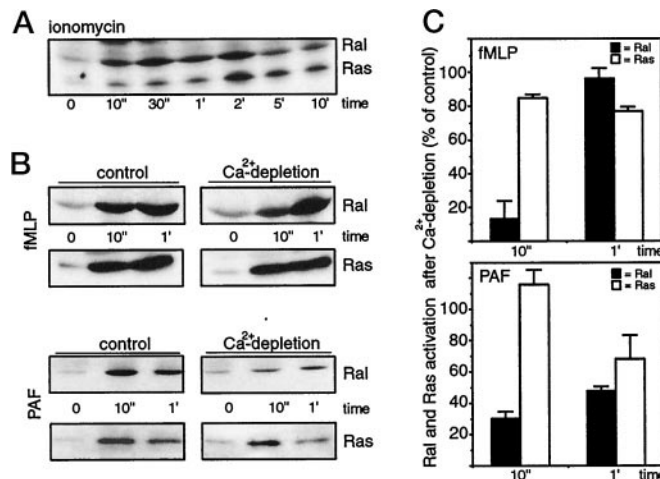 A
ionomycin
Ral
Ras
0 10" 30" 1' 2' 5' 10' time
B
control Ca2+-depletion
fMLP
Ral
0 10" 1' 0 10" 1' time
Ras
control Ca2+-depletion
PAF
Ral
0 10" 1' 0 10" 1' time
Ras
C
Ral and Ras activation after Ca2+-depletion (% of control)
fMLP
= Ral
= Ras
100
80
60
40
20
10" 1' time
PAF
= Ral
= Ras
120
100
80
60
40
20
10" 1' time